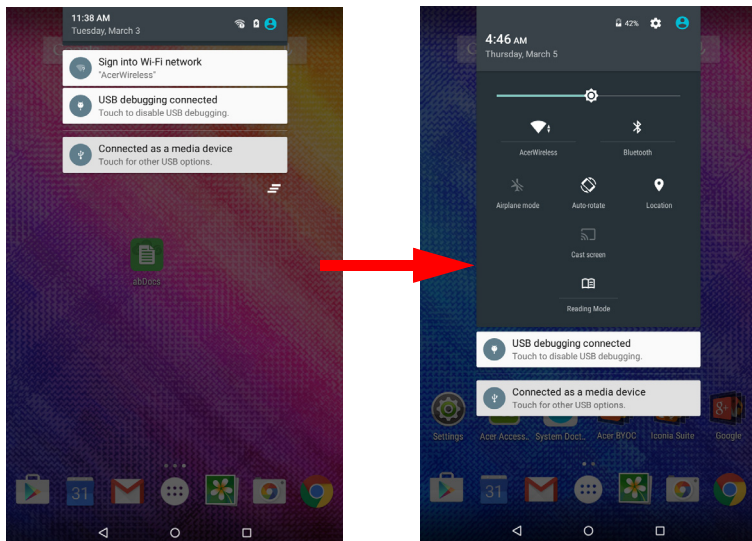 11:38 AM
Tuesday, March 3
Sign into Wi-Fi network
"AcerWireless"
USB debugging connected
Touch to disable USB debugging.
Connected as a media device
Touch for other USB options.
abDocs
31
42%
4:46 AM
Thursday, March 5
AcerWireless
Bluetooth
Airplane mode
Auto-rotate
Location
Cast screen
Reading Mode
USB debugging connected
Touch to disable USB debugging.
Connected as a media device
Touch for other USB options.
Settings
Acer Access..
System Doct..
Acer BYOC
Iconia Suite
Google
31